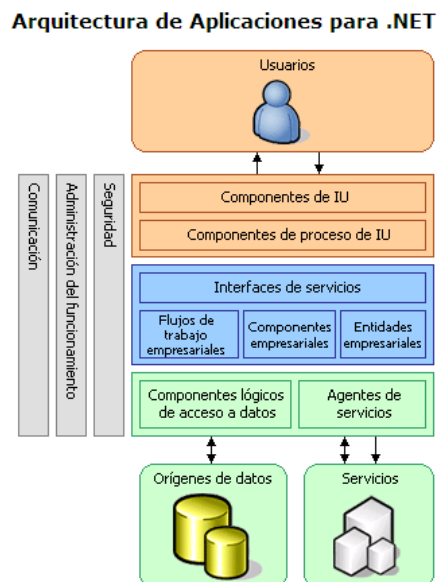 Arquitectura de Aplicaciones para .NET
Usuarios
Comunicación
Administración del funcionamiento
Seguridad
Componentes de IU
Componentes de proceso de IU
Interfaces de servicios
Flujos de
trabajo
empresariales
Componentes
empresariales
Entidades
empresariales
Componentes lógicos
de acceso a datos
Agentes de
servicios
Orígenes de datos
Servicios